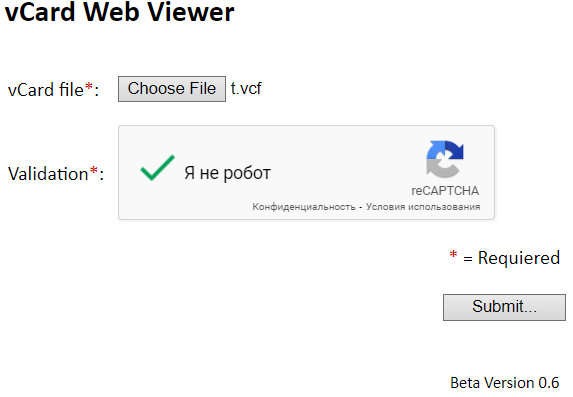 vCard Web Viewer
vCard file*: Choose File t.vcf
Validation*: Я не робот
reCAPTCHA
Конфиденциальность - Условия использования
* = Requiered
Submit...
Beta Version 0.6